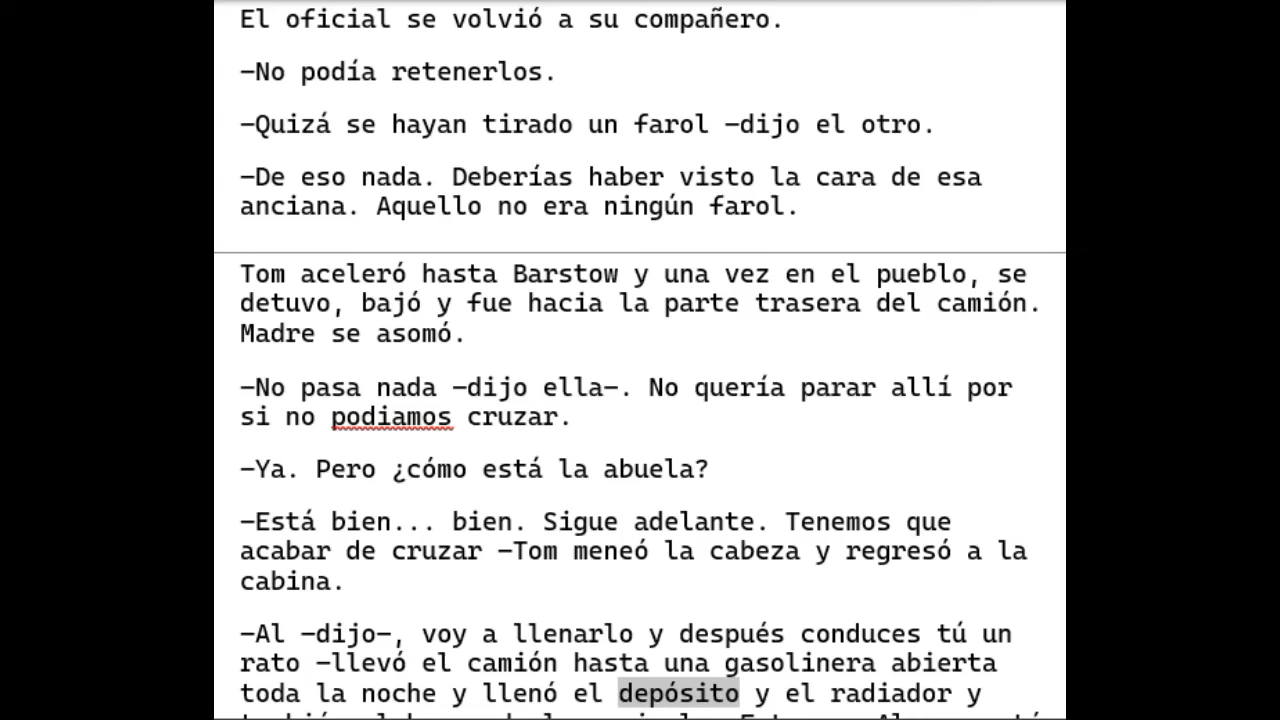 El oficial se volvió a su compañero.
—No podía retenerlos.
—Quizá se hayan tirado un farol —dijo el otro.
—De eso nada. Deberías haber visto la cara de esa
anciana. Aquello no era ningún farol.
Tom aceleró hasta Barstow y una vez en el pueblo, se
detuvo, bajó y fue hacia la parte trasera del camión.
Madre se asomó.
—No pasa nada —dijo ella—. No quería parar allí por
si no podiamos cruzar.
—Ya. Pero ¿cómo está la abuela?
—Está bien... bien. Sigue adelante. Tenemos que
acabar de cruzar —Tom meneó la cabeza y regresó a la
cabina.
—Al —dijo—, voy a llenarlo y después conduces tú un
rato —llevó el camión hasta una gasolinera abierta
toda la noche y llenó el depósito y el radiador y